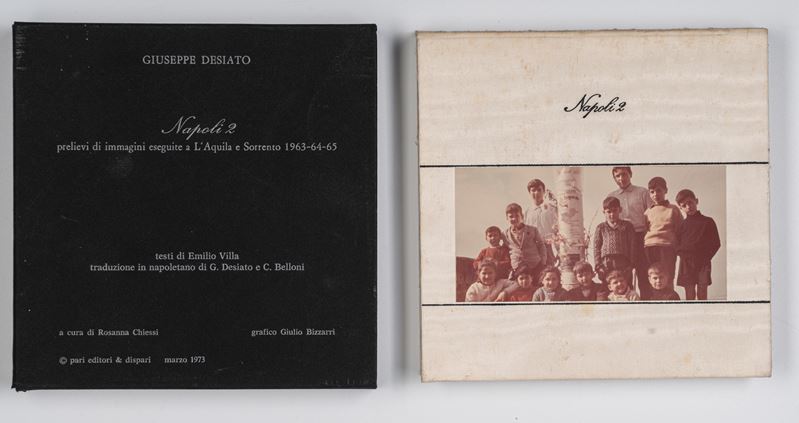 GIUSEPPE DESIATO
Napoli 2
prelievi di immagini eseguite a L'Aquila e Sorrento 1963-64-65
testi di Emilio Villa
traduzione in napoletano di G. Desiato e C. Belloni
a cura di Rosanna Chiessi grafico Giulio Bizzarri
© pari editori & dispari marzo 1973
Napoli 2